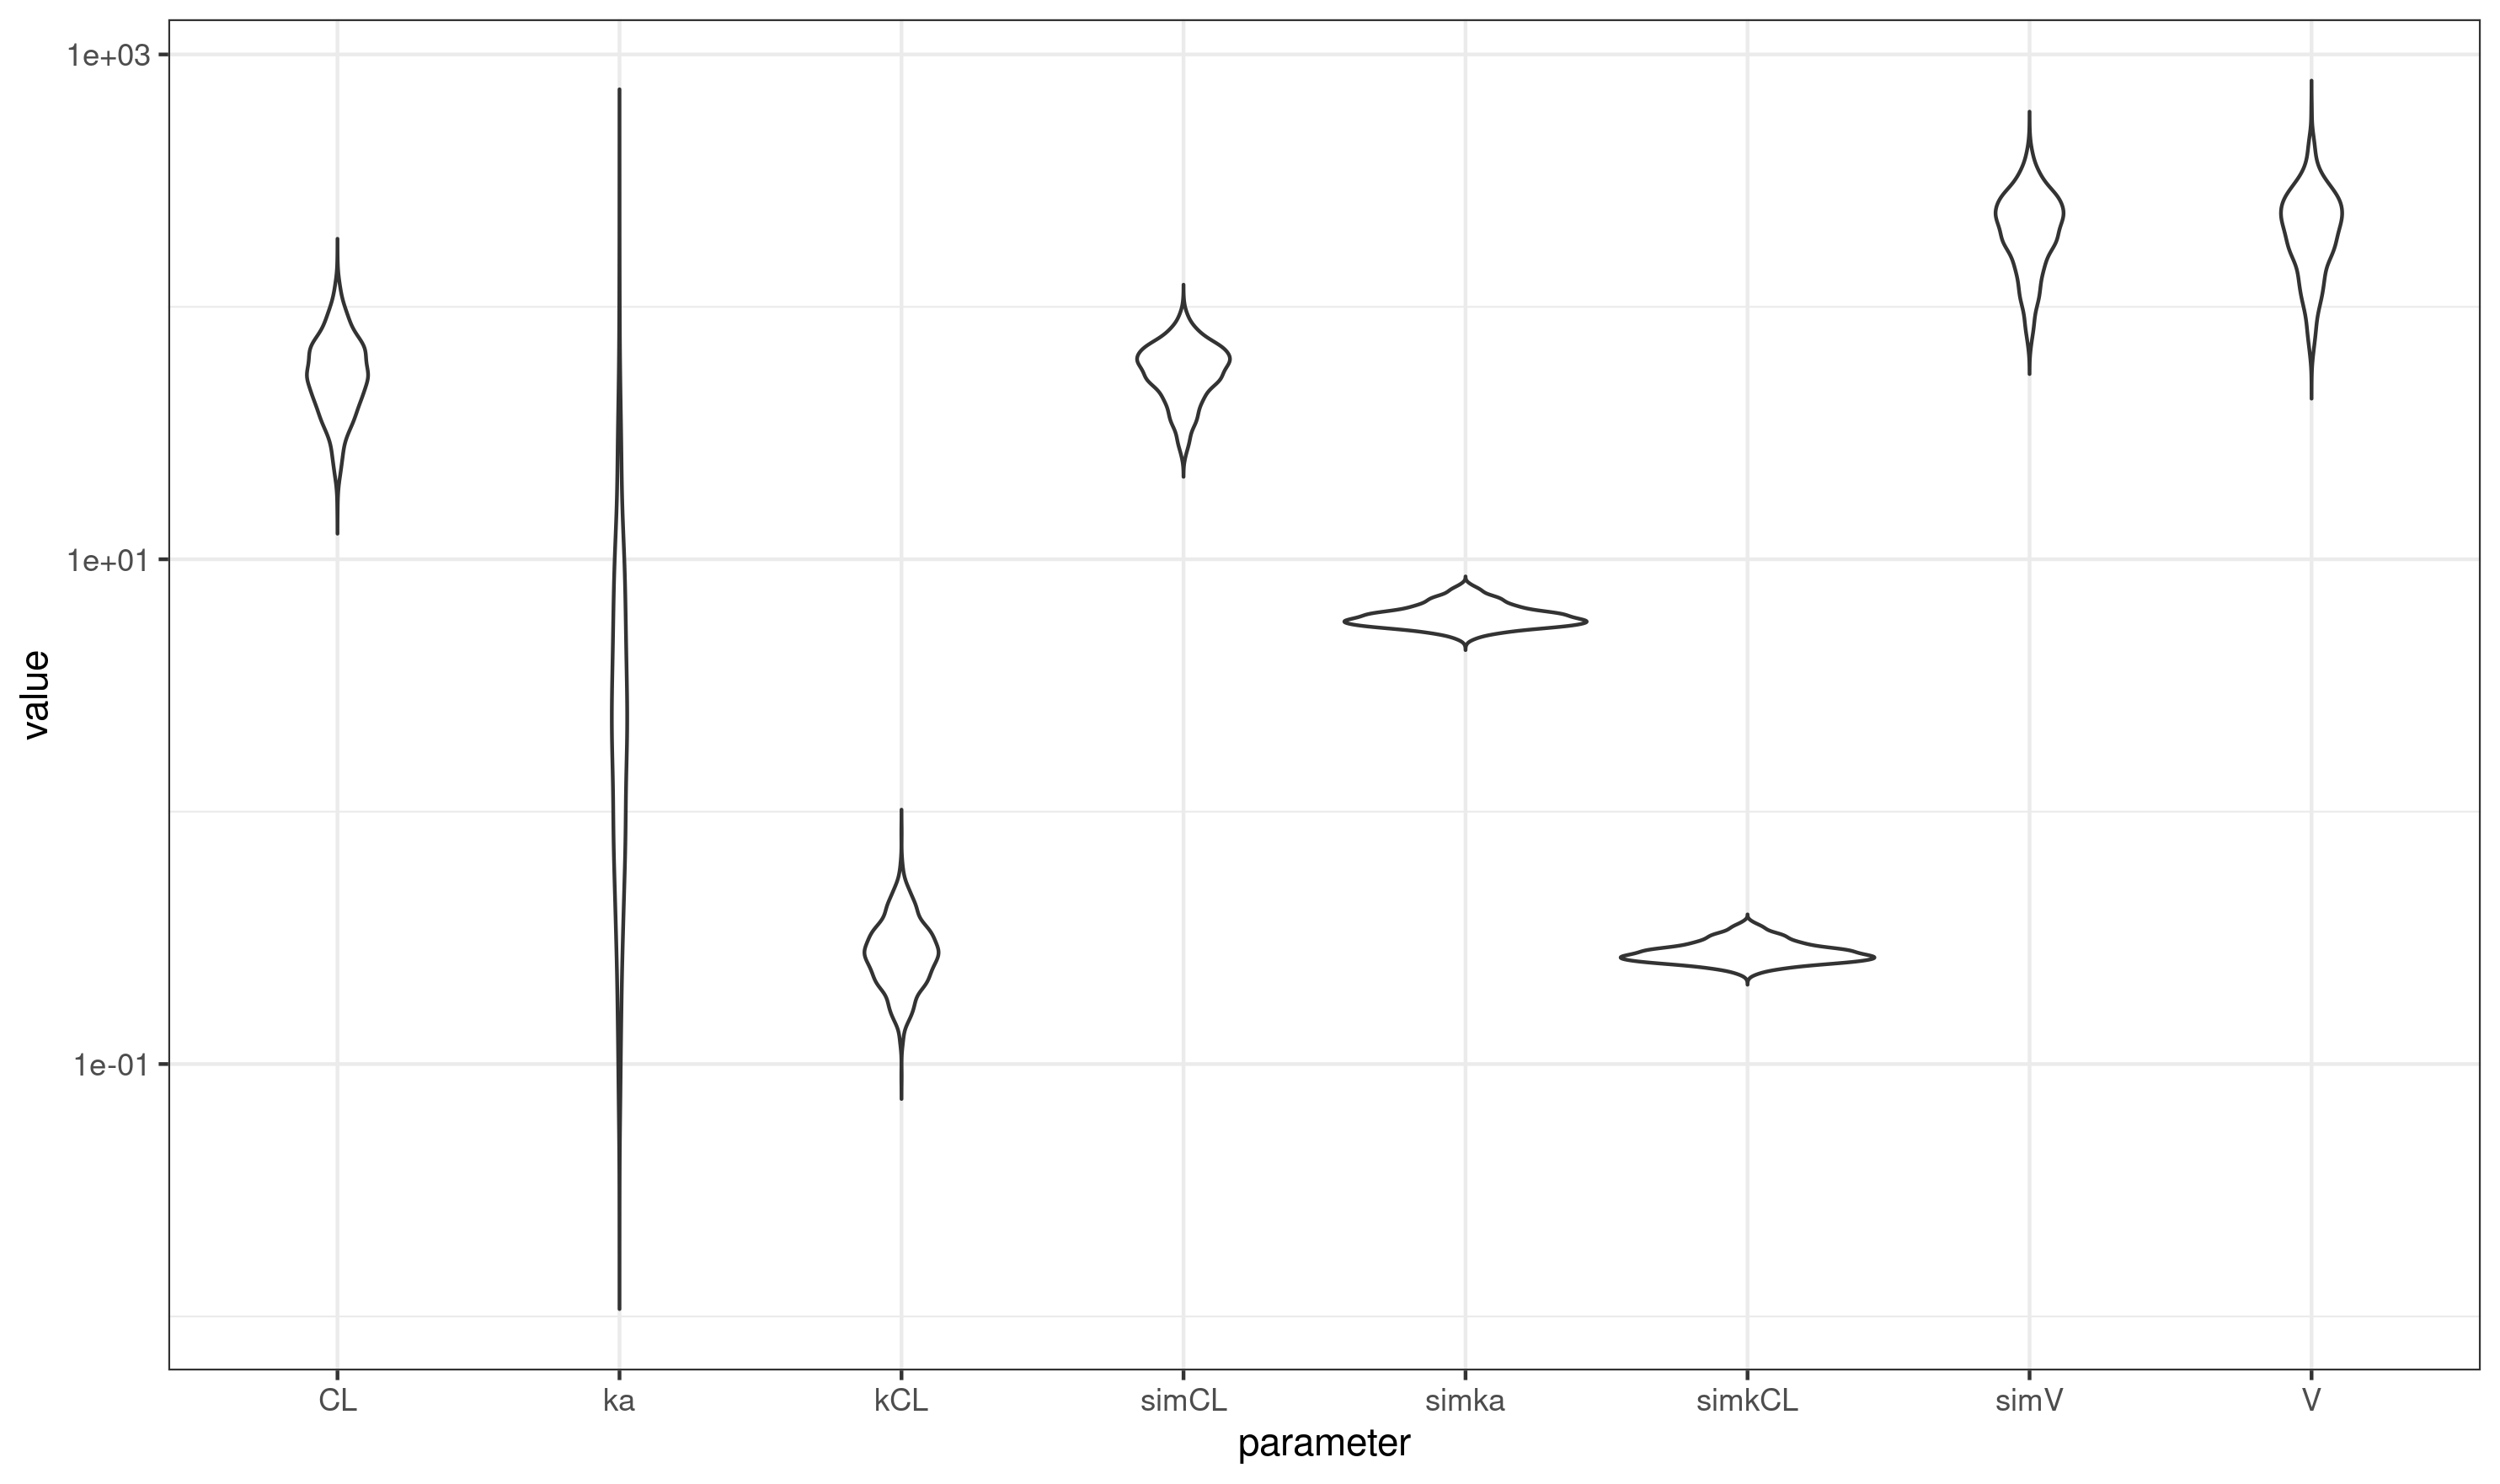 1e+03
1e+01
1e-01
value
CL ka kCL simCL simka simkCL simV V
parameter